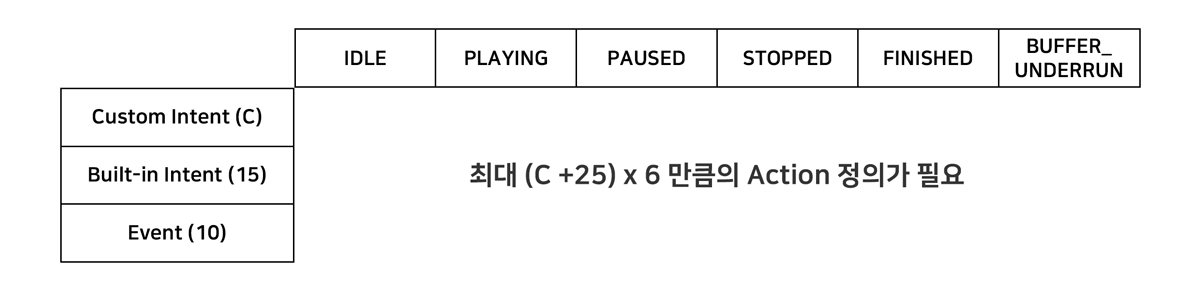 IDLE
PLAYING
PAUSED
STOPPED
FINISHED
BUFFER_
UNDERRUN
Custom Intent (C)
Built-in Intent (15)
Event (10)
최대 (C +25) x 6 만큼의 Action 정의가 필요